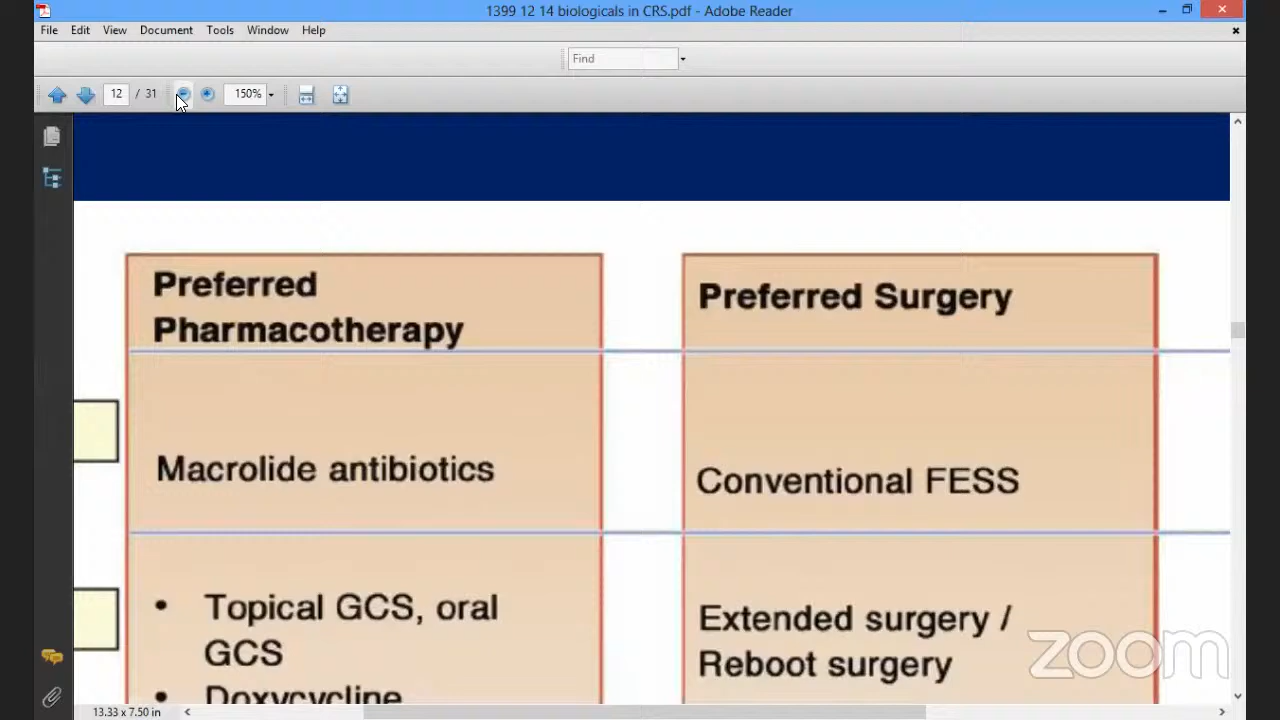 1399 12 14 biologicals in CRS.pdf - Adobe Reader
File Edit View Document Tools Window Help
Find
12 / 31 150%
Preferred
Pharmacotherapy
Preferred Surgery
Macrolide antibiotics
Conventional FESS
• Topical GCS, oral
GCS
• Doxycycline
Extended surgery /
Reboot surgery
zoom
13.33 x 7.50 in